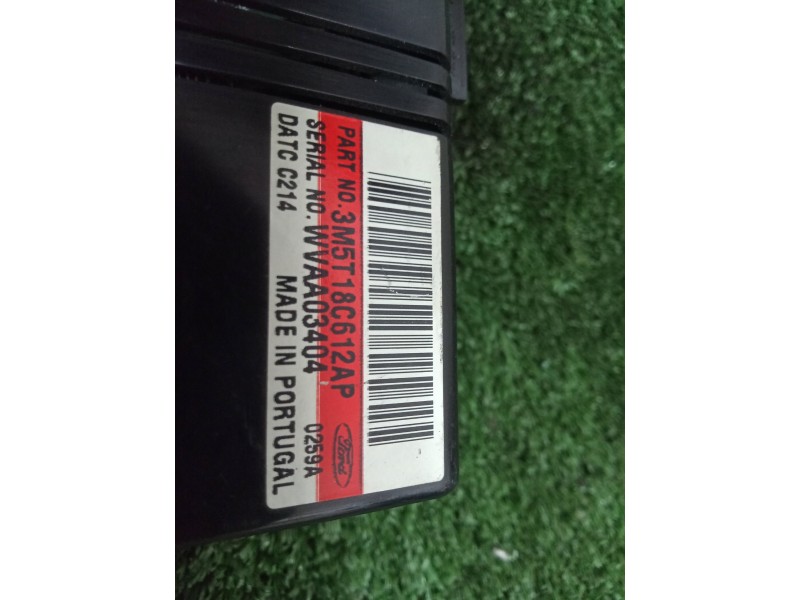 PART NO. 3M5T18C612AP
SERIAL NO. WVAA03404 0259A
DATC C214 MADE IN PORTUGAL
Ford